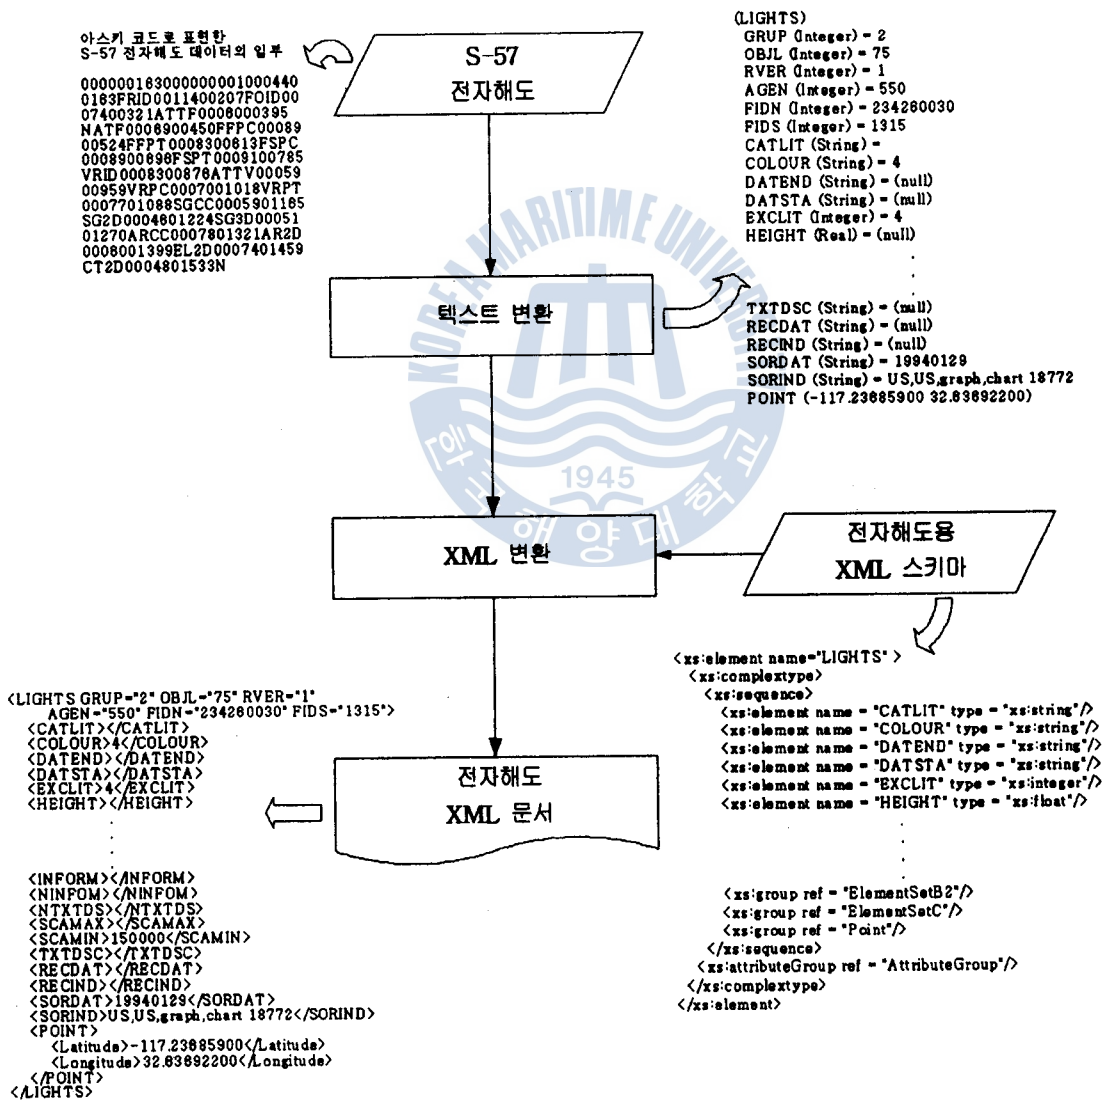 아스키 코드로 표현한
S-57 전자해도 데이터의 일부
000000163000000001000440
0163FRID0011400207FOID00
07400321ATTF0006000395
NATF0006900450FFPC00089
00524FFPT0008300613FSPC
0008900696FSPT0009100785
VRID0008300876ATTV00059
00959VRPC0007001018VRPT
0007701088SGCC0005901165
SG2D0004601224SG3D00051
01270ARCC0007801321AR2D
0008001399EL2D0007401459
CT2D0004801533N
S-57
전자해도
(LIGHTS)
GRUP (Integer) = 2
OBJL (Integer) = 75
RVER (Integer) = 1
AGEN (Integer) = 550
FIDN (Integer) = 234260030
FIDS (Integer) = 1315
CATLIT (String) =
COLOUR (String) = 4
DATEND (String) = (null)
DATSTA (String) = (null)
EXCLIT (Integer) = 4
HEIGHT (Real) = (null)
TXTDSC (String) = (null)
RECDAT (String) = (null)
RECIND (String) = (null)
SORDAT (String) = 19940129
SORIND (String) = US,US,graph,chart 18772
POINT (-117.23685900 32.63692200)
텍스트 변환
KOREA MARITIME UNIVERSITY
1945
한국해양대학교
XML 변환
전자해도용
XML 스키마
<xs:element name="LIGHTS" >
<xs:complextype>
<xs:sequence>
<xs:element name = "CATLIT" type = "xs:string"/>
<xs:element name = "COLOUR" type = "xs:string"/>
<xs:element name = "DATEND" type = "xs:string"/>
<xs:element name = "DATSTA" type = "xs:string"/>
<xs:element name = "EXCLIT" type = "xs:integer"/>
<xs:element name = "HEIGHT" type = "xs:float"/>
<xs:group ref = "ElementSetB2"/>
<xs:group ref = "ElementSetC"/>
<xs:group ref = "Point"/>
</xs:sequence>
<xs:attributeGroup ref = "AttributeGroup"/>
</xs:complextype>
</xs:element>
전자해도
XML 문서
<LIGHTS GRUP="2" OBJL="75" RVER="1"
AGEN="550" FIDN="234260030" FIDS="1315">
<CATLIT></CATLIT>
<COLOUR>4</COLOUR>
<DATEND></DATEND>
<DATSTA></DATSTA>
<EXCLIT>4</EXCLIT>
<HEIGHT></HEIGHT>
<INFORM></INFORM>
<NINFOM></NINFOM>
<NTXTDS></NTXTDS>
<SCAMAX></SCAMAX>
<SCAMIN>150000</SCAMIN>
<TXTDSC></TXTDSC>
<RECDAT></RECDAT>
<RECIND></RECIND>
<SORDAT>19940129</SORDAT>
<SORIND>US,US,graph,chart 18772</SORIND>
<POINT>
<Latitude>-117.23685900</Latitude>
<Longitude>32.63692200</Longitude>
</POINT>
</LIGHTS>